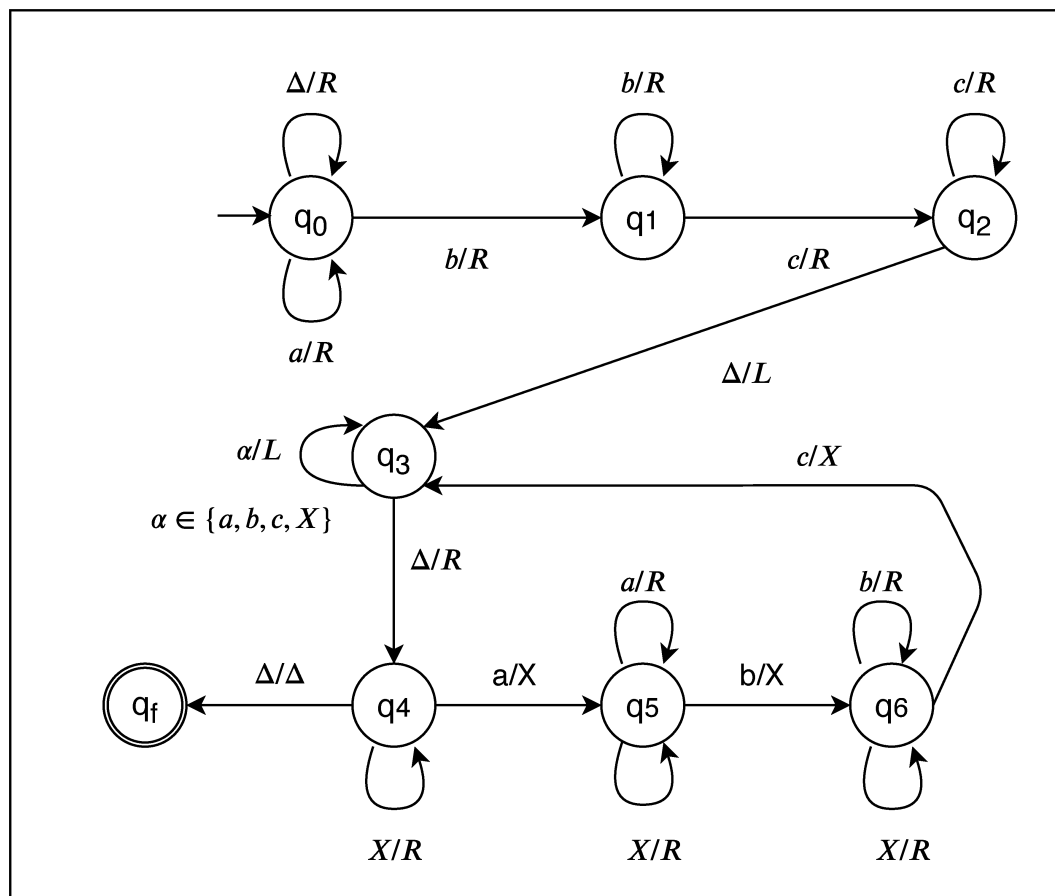 Δ/R
b/R
c/R
q0
q1
q2
b/R
c/R
a/R
Δ/L
α/L
q3
c/X
α ∈ {a, b, c, X}
Δ/R
a/R
b/R
Δ/Δ
a/X
b/X
qf
q4
q5
q6
X/R
X/R
X/R